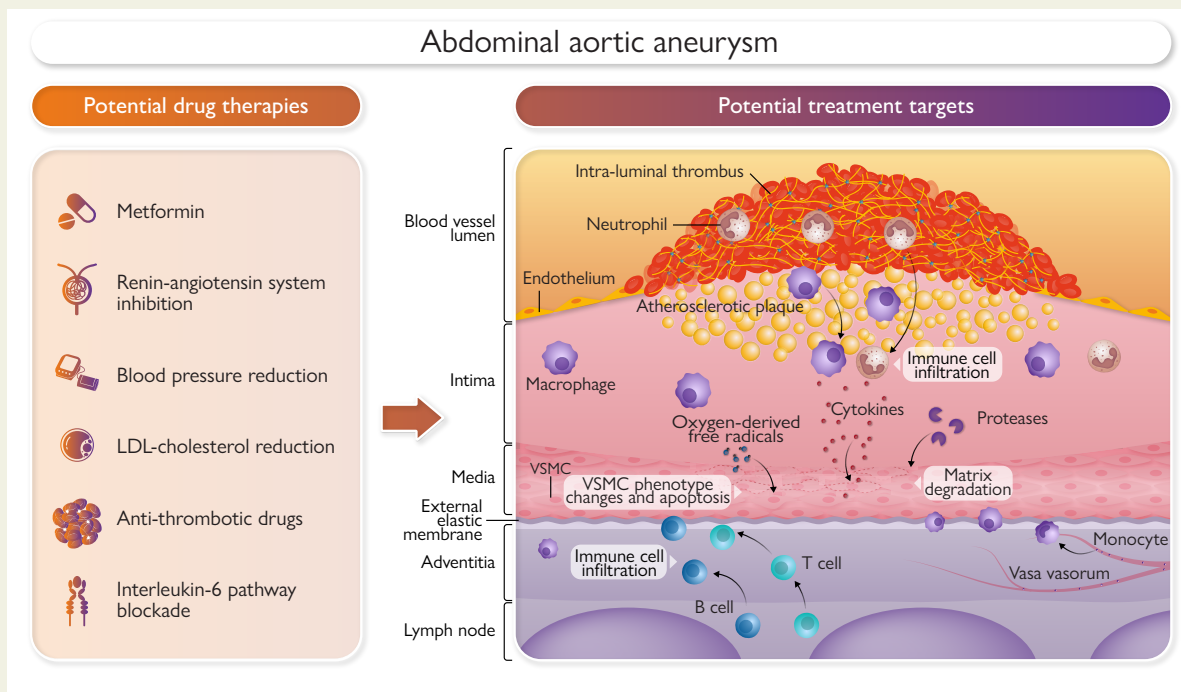 Abdominal aortic aneurysm
Potential drug therapies
Metformin
Renin-angiotensin system
inhibition
Blood pressure reduction
LDL-cholesterol reduction
Anti-thrombotic drugs
Interleukin-6 pathway
blockade
Potential treatment targets
Blood vessel
lumen
Intima
Media
External
elastic
membrane
Adventitia
Lymph node
Intra-luminal thrombus
Neutrophil
Endothelium
Atherosclerotic plaque
Immune cell
infiltration
Macrophage
Cytokines
Oxygen-derived
free radicals
Proteases
VSMC
VSMC phenotype
changes and apoptosis
Matrix
degradation
Immune cell
infiltration
T cell
B cell
Monocyte
Vasa vasorum